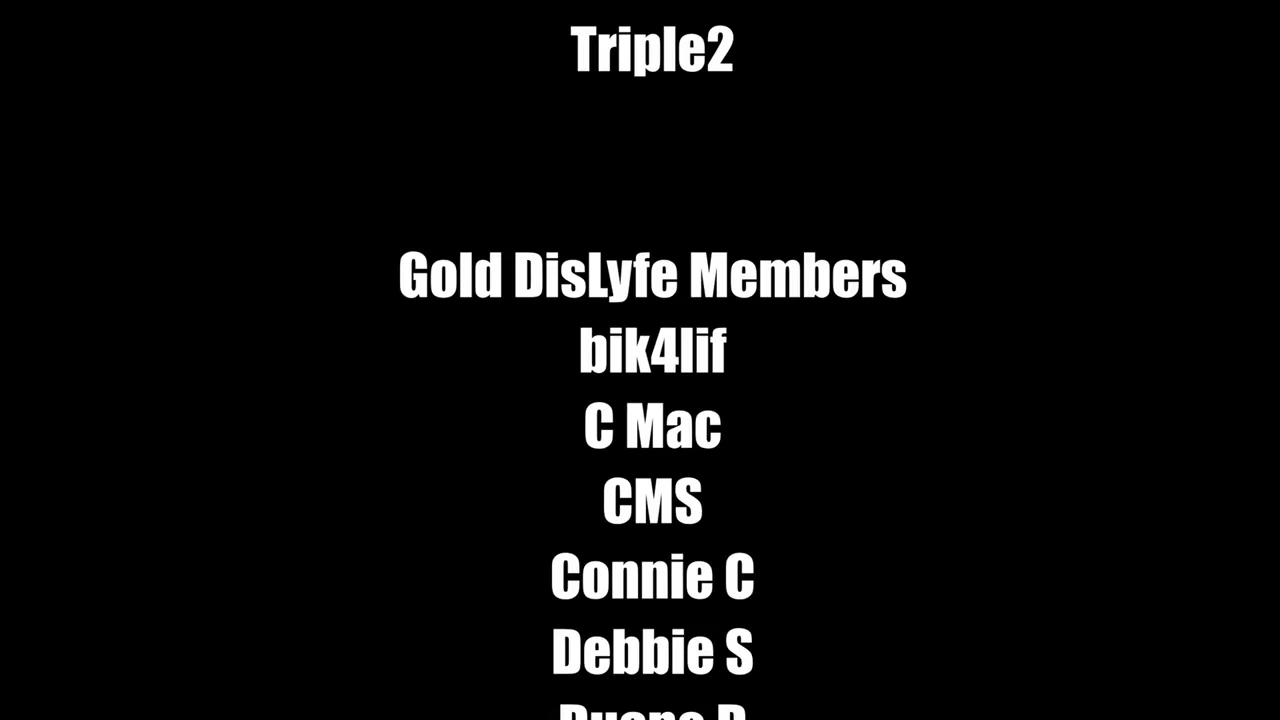 Triple2
Gold DisLyfe Members
bik4lif
C Mac
CMS
Connie C
Debbie S